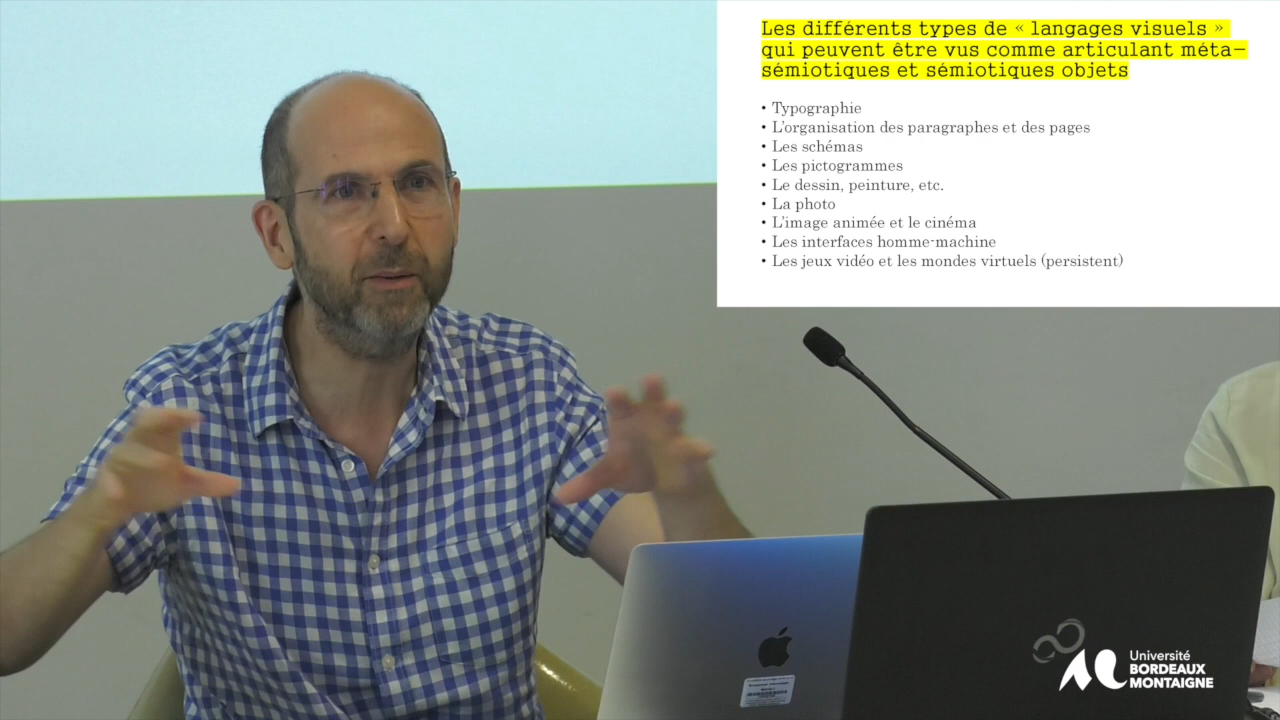 Les différents types de « langages visuels »
qui peuvent être vus comme articulant méta-
sémiotiques et sémiotiques objets
• Typographie
• L'organisation des paragraphes et des pages
• Les schémas
• Les pictogrammes
• Le dessin, peinture, etc.
• La photo
• L'image animée et le cinéma
• Les interfaces homme-machine
• Les jeux vidéo et les mondes virtuels (persistent)
Université
BORDEAUX
MONTAIGNE